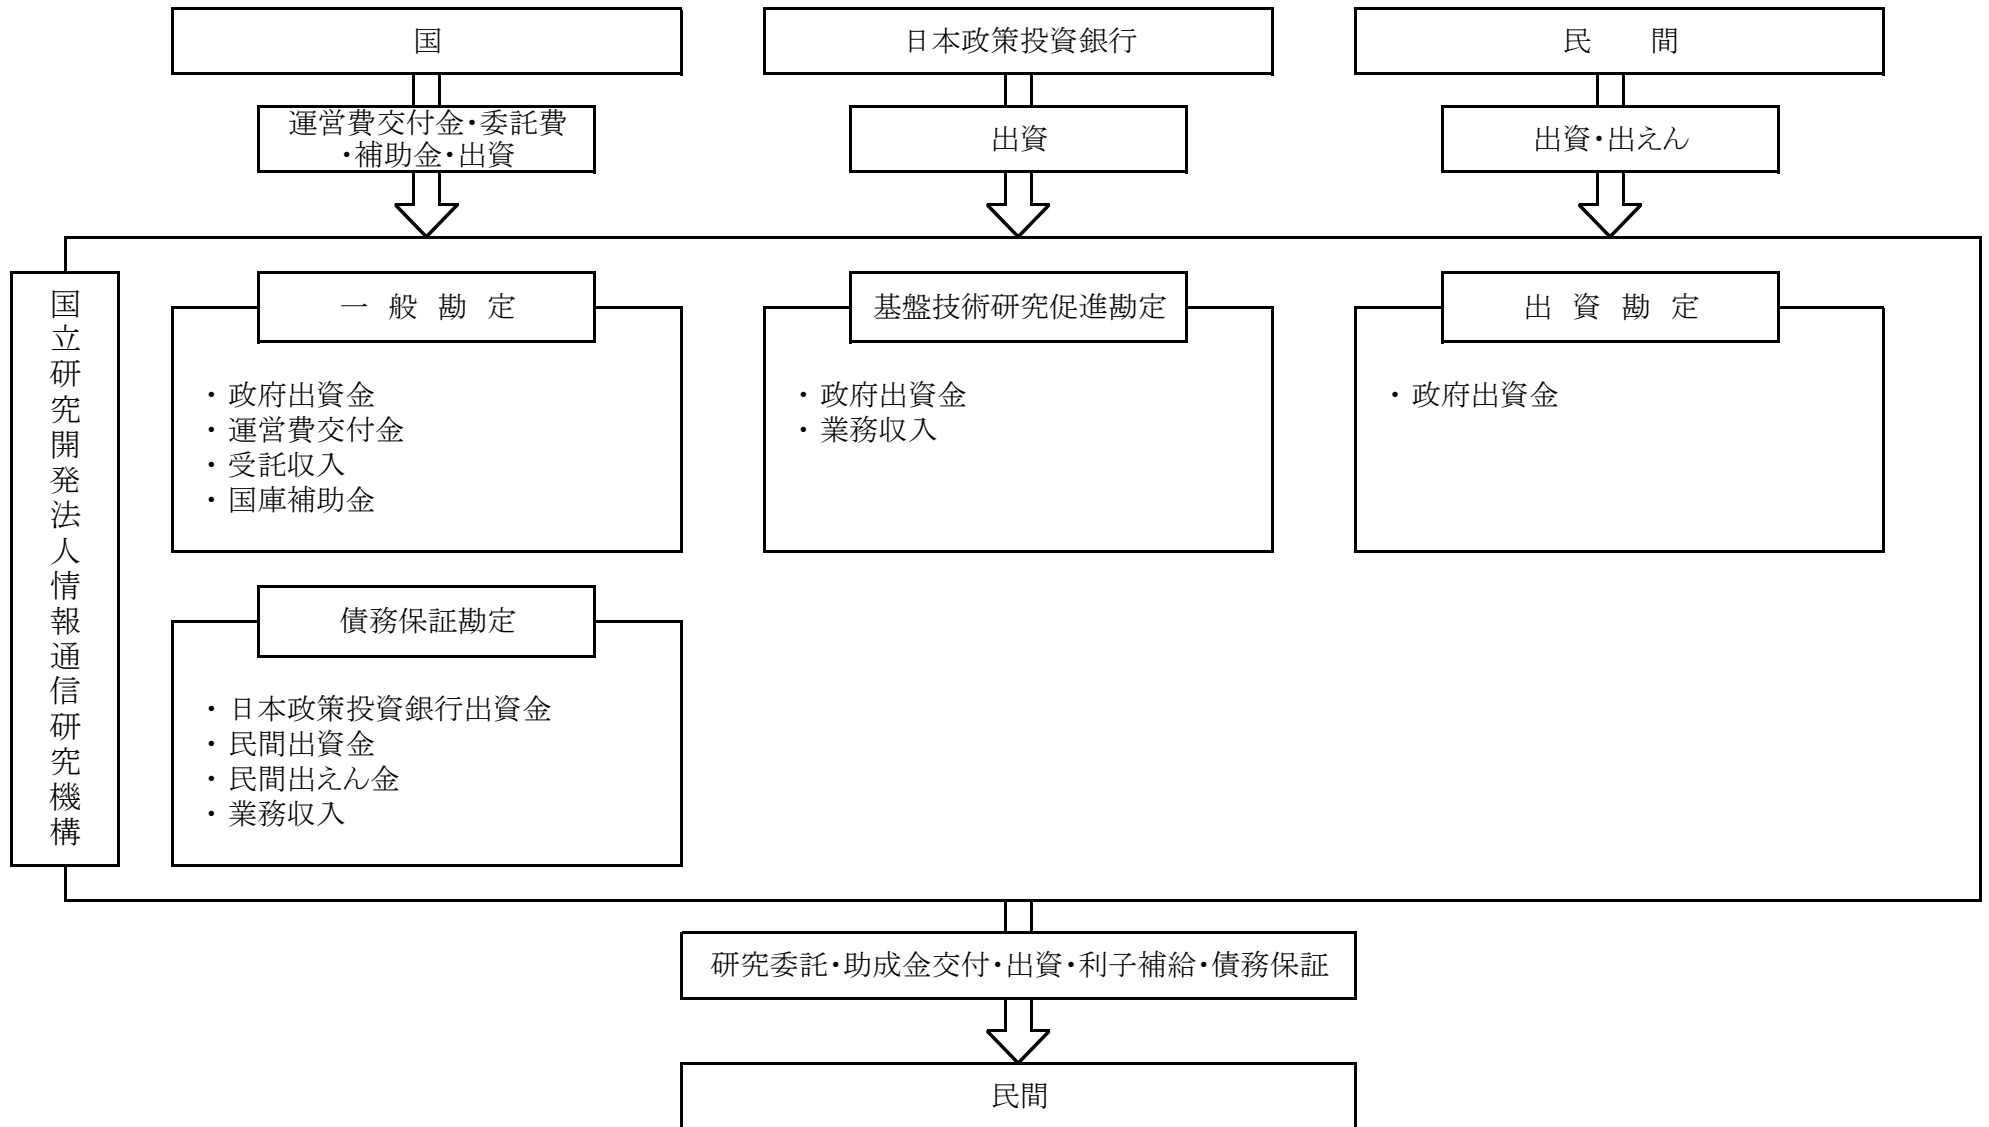 国
日本政策投資銀行
民　　間
運営費交付金・委託費
・補助金・出資
出資
出資・出えん
国立研究開発法人情報通信研究機構
一 般 勘 定
・ 政府出資金
・ 運営費交付金
・ 受託収入
・ 国庫補助金
基盤技術研究促進勘定
・ 政府出資金
・ 業務収入
出 資 勘 定
・ 政府出資金
債務保証勘定
・ 日本政策投資銀行出資金
・ 民間出資金
・ 民間出えん金
・ 業務収入
研究委託・助成金交付・出資・利子補給・債務保証
民間